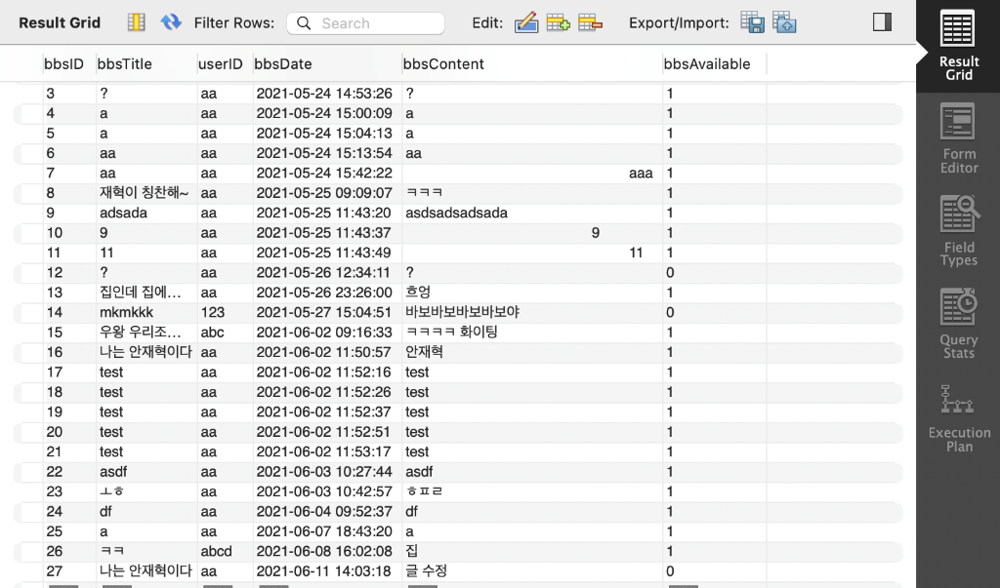 Result Grid Filter Rows: Search Edit: Export/Import:
bbsID bbsTitle userID bbsDate bbsContent bbsAvailable
3 ? aa 2021-05-24 14:53:26 ? 1
4 a aa 2021-05-24 15:00:09 a 1
5 a aa 2021-05-24 15:04:13 a 1
6 aa aa 2021-05-24 15:13:54 aa 1
7 aa aa 2021-05-24 15:42:22 aaa 1
8 재혁이 칭찬해~ aa 2021-05-25 09:09:07 ㅋㅋㅋ 1
9 adsada aa 2021-05-25 11:43:20 asdsadsadsada 1
10 9 aa 2021-05-25 11:43:37 9 1
11 11 aa 2021-05-25 11:43:49 11 1
12 ? aa 2021-05-26 12:34:11 ? 0
13 집인데 집에... aa 2021-05-26 23:26:00 흐엉 1
14 mkmkkk 123 2021-05-27 15:04:51 바보바보바보바보야 0
15 우왕 우리조... abc 2021-06-02 09:16:33 ㅋㅋㅋㅋ 화이팅 1
16 나는 안재혁이다 aa 2021-06-02 11:50:57 안재혁 1
17 test aa 2021-06-02 11:52:16 test 1
18 test aa 2021-06-02 11:52:26 test 1
19 test aa 2021-06-02 11:52:37 test 1
20 test aa 2021-06-02 11:52:51 test 1
21 test aa 2021-06-02 11:53:17 test 1
22 asdf aa 2021-06-03 10:27:44 asdf 1
23 ㅗㅎ aa 2021-06-03 10:42:57 ㅎㅍㄹ 1
24 df aa 2021-06-04 09:52:37 df 1
25 a aa 2021-06-07 18:43:20 a 1
26 ㅋㅋ abcd 2021-06-08 16:02:08 집 1
27 나는 안재혁이다 aa 2021-06-11 14:03:18 글 수정 0
Result
Grid
Form
Editor
Field
Types
Query
Stats
Execution
Plan